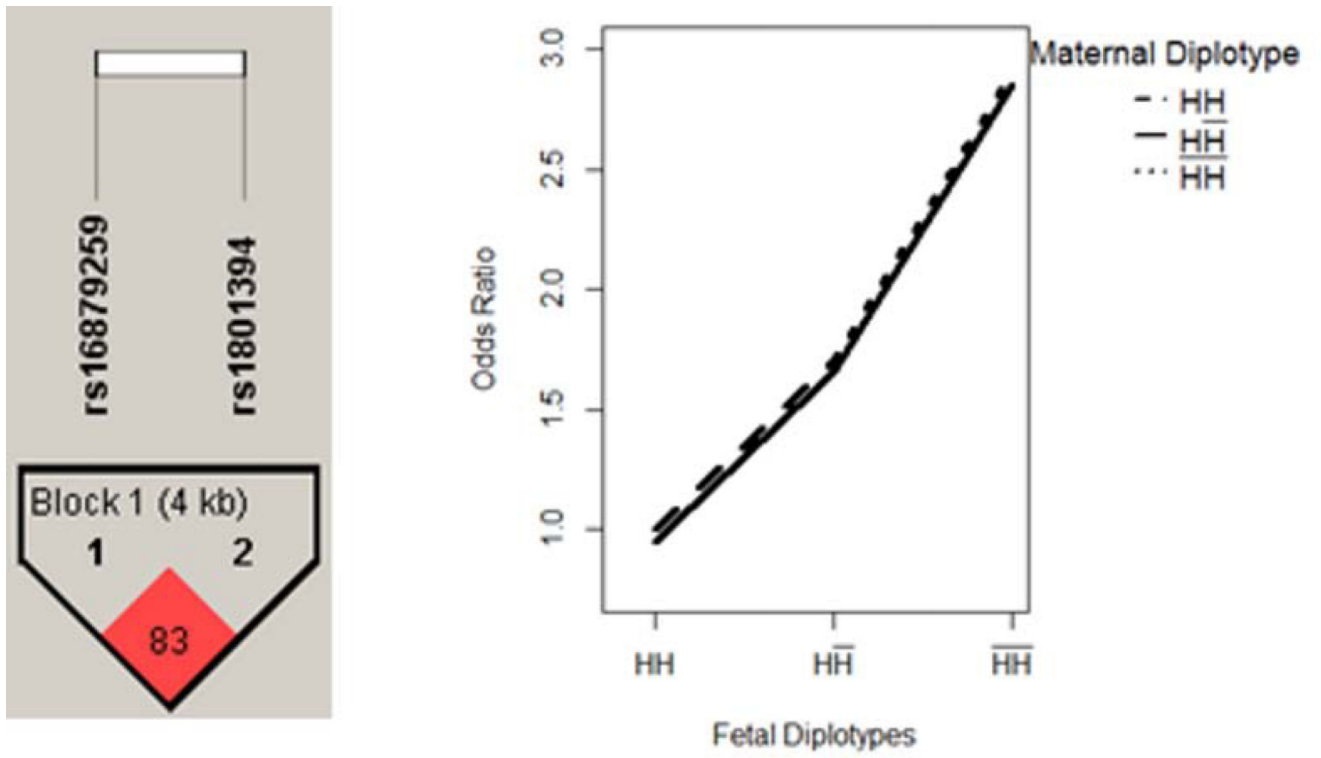 rs16879259
rs1801394
Block 1 (4 kb)
1 2
83
Odds Ratio
3.0
2.5
2.0
1.5
1.0
HH HH̅ H̅H̅
Fetal Diplotypes
Maternal Diplotype
HH
HH̅
H̅H̅